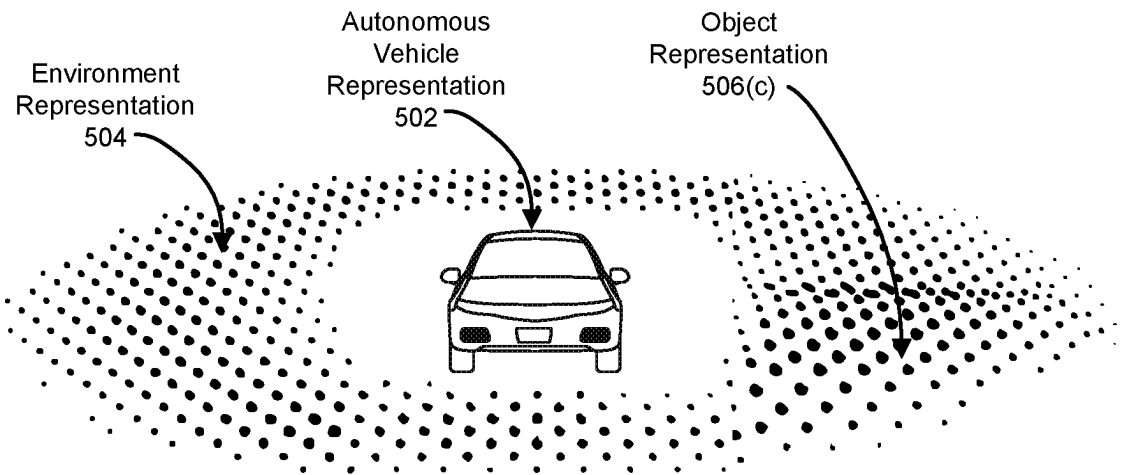 Environment
Representation
504
Autonomous
Vehicle
Representation
502
Object
Representation
506(c)